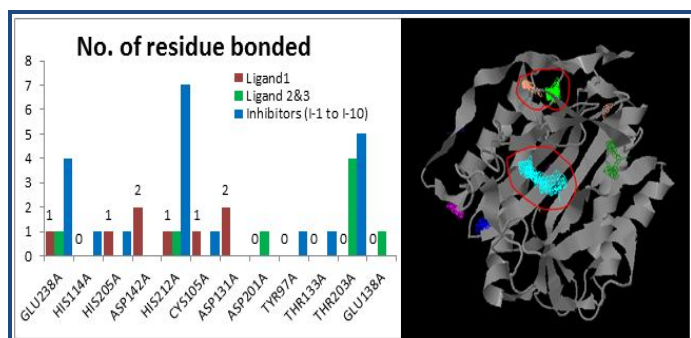 No. of residue bonded
Ligand1
Ligand 2&3
Inhibitors (I-1 to I-10)
8
7
6
5
4
3
2
1
0
1 0 1 2 1 1 2 0 0 0 0 0
GLU238A
HIS114A
HIS205A
ASP142A
HIS212A
CYS105A
ASP131A
ASP201A
TYR97A
THR133A
THR203A
GLU138A